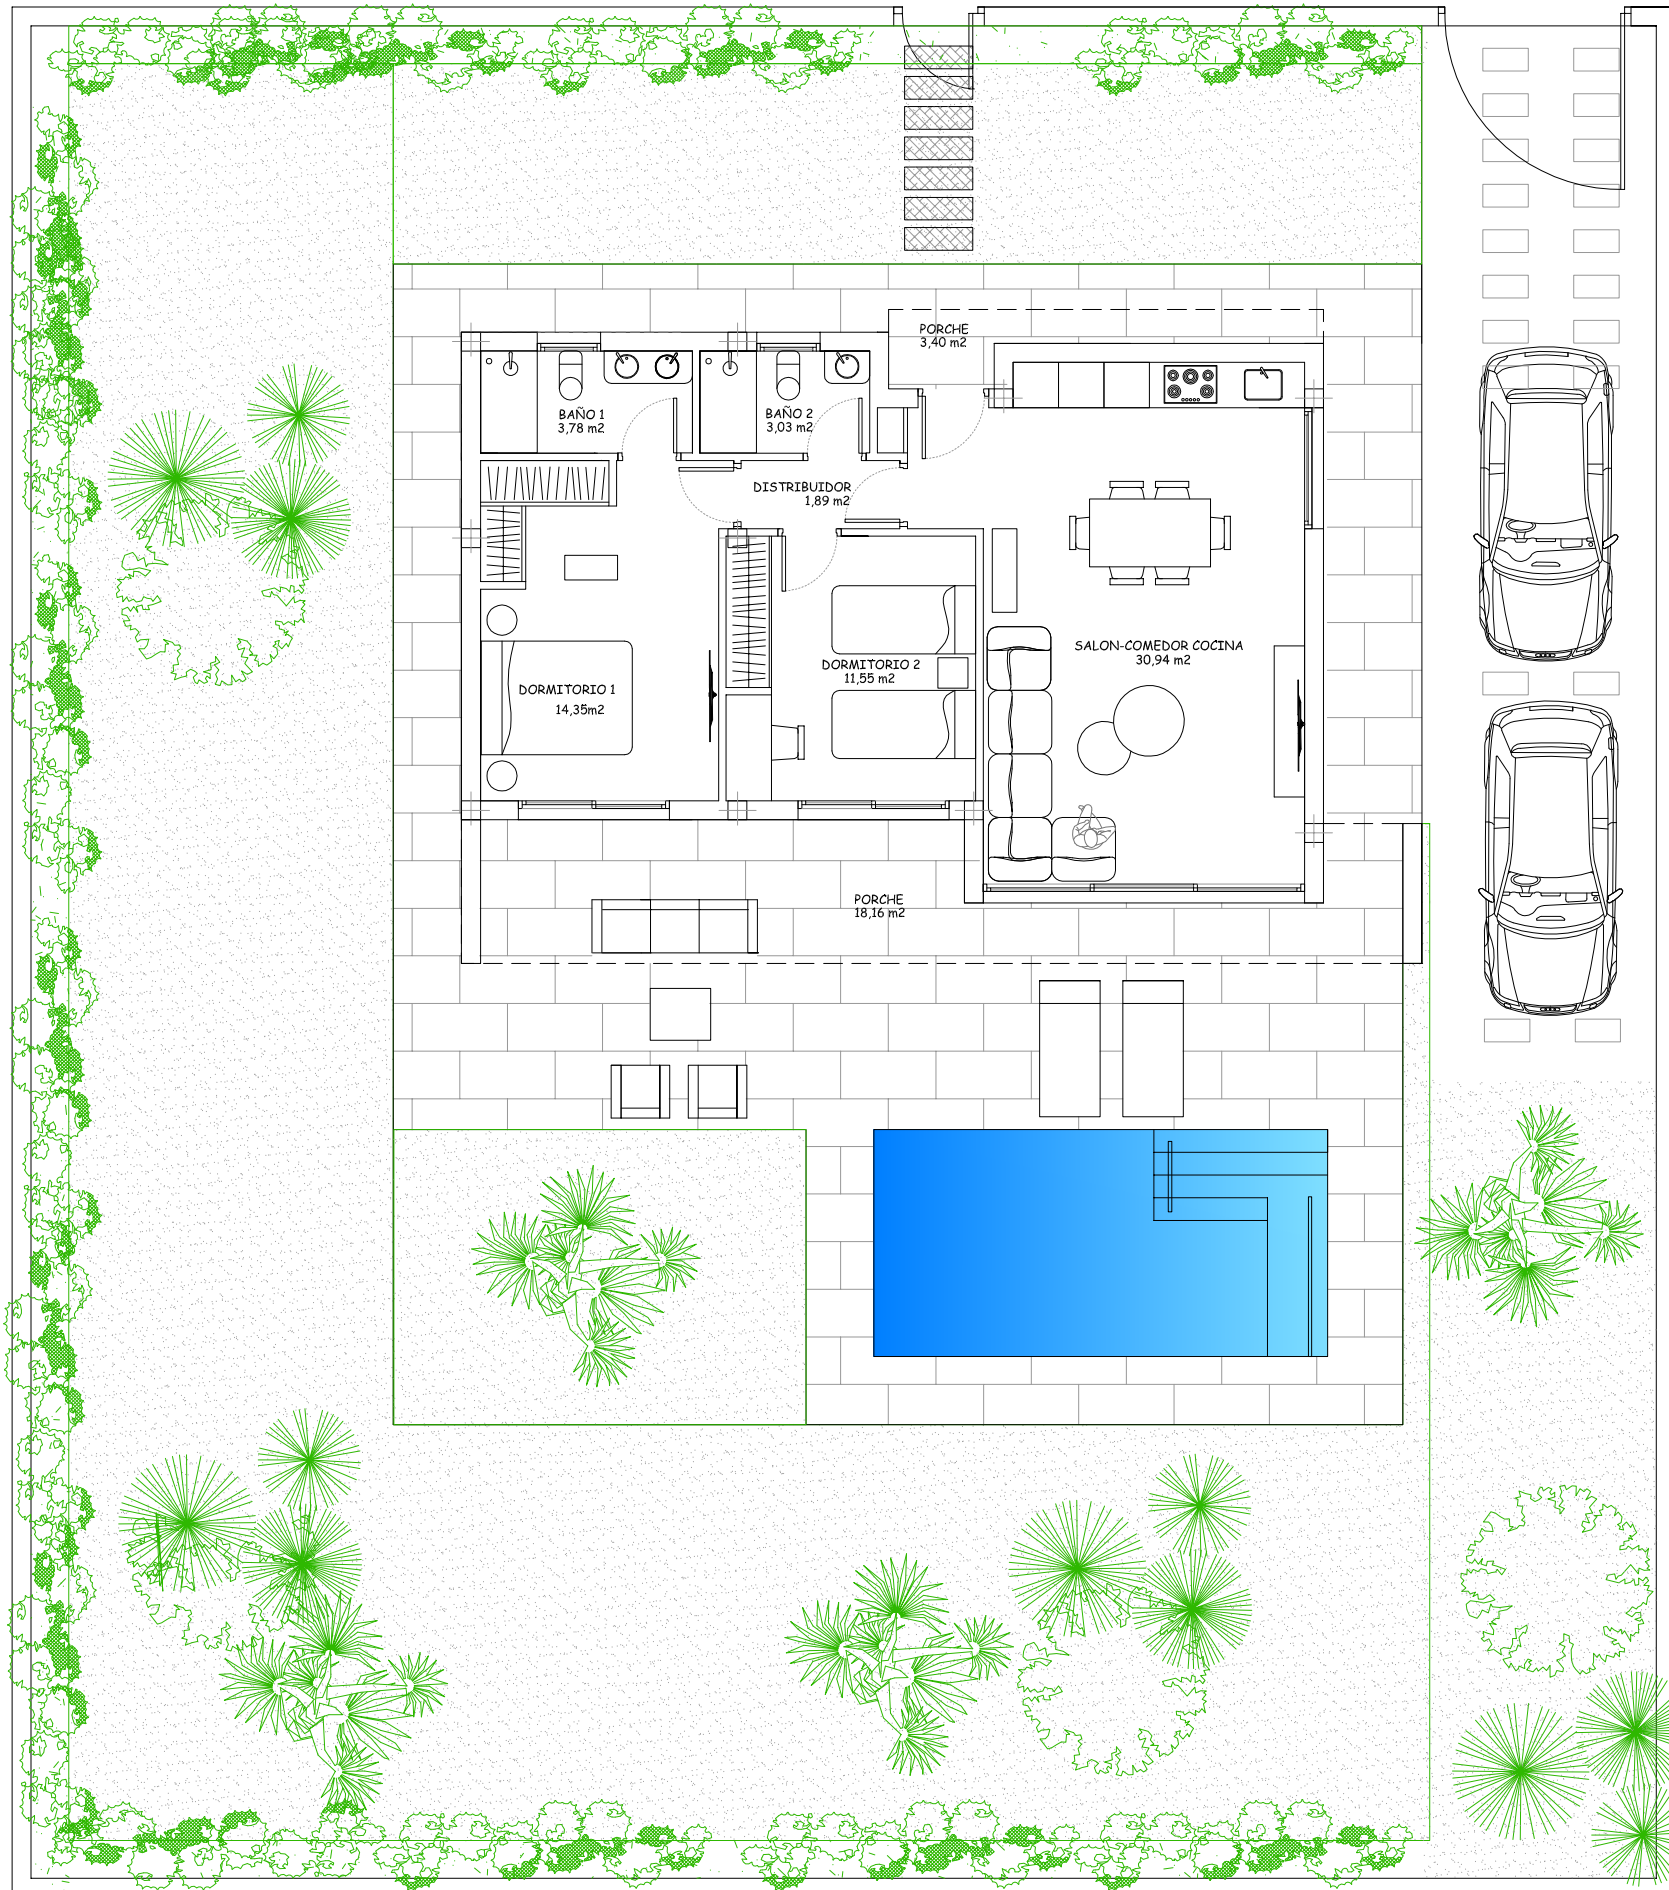 PORCHE
3,40 m2
BAÑO 1
3,78 m2
BAÑO 2
3,03 m2
DISTRIBUIDOR
1,89 m2
SALON-COMEDOR COCINA
30,94 m2
DORMITORIO 2
11,55 m2
DORMITORIO 1
14,35m2
PORCHE
18,16 m2